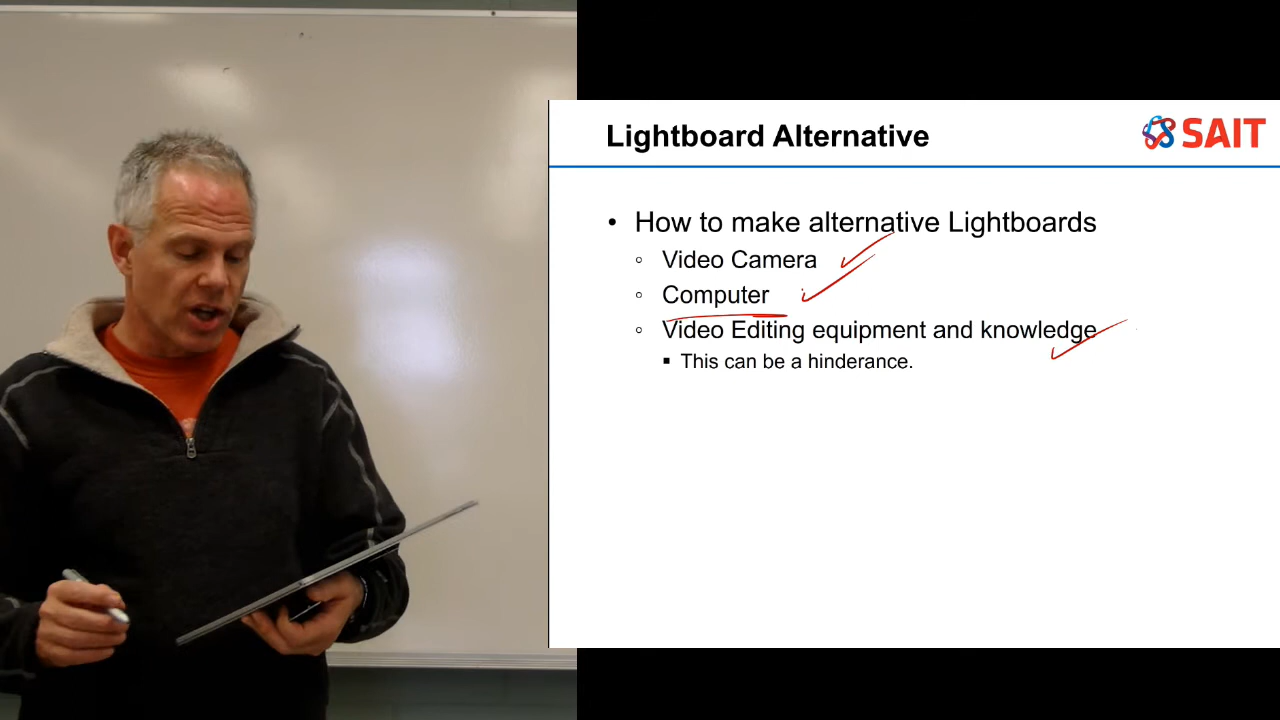 Lightboard Alternative
SAIT
• How to make alternative Lightboards
◦ Video Camera
◦ Computer
◦ Video Editing equipment and knowledge
▪ This can be a hinderance.